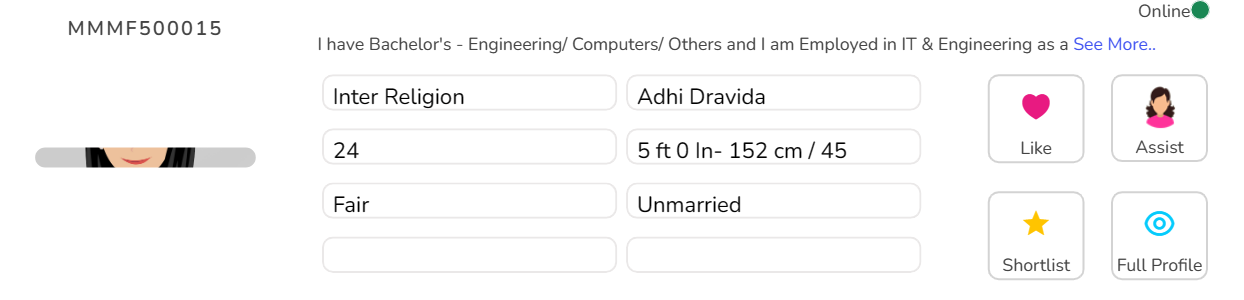 Online
MMMF500015
I have Bachelor's - Engineering/ Computers/ Others and I am Employed in IT & Engineering as a See More..
Inter Religion
Adhi Dravida
24
5 ft 0 In- 152 cm / 45
Fair
Unmarried
Like
Assist
Shortlist
Full Profile